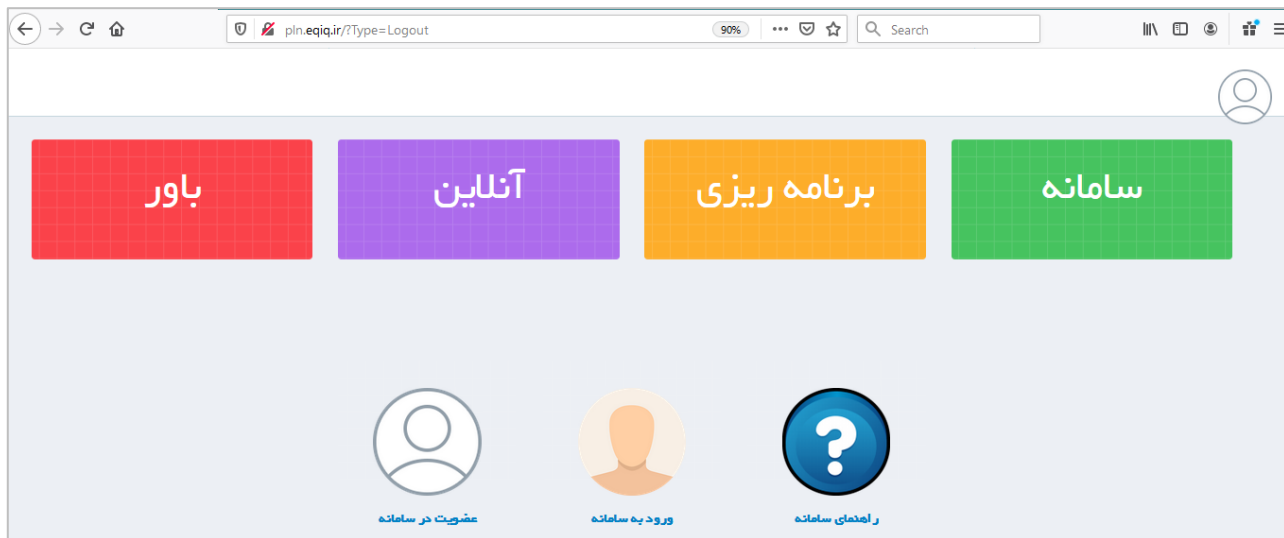 pln.eqiq.ir/?Type=Logout
90%
Search
سامانه
برنامه ریزی
آنلاین
باور
راهنمای سامانه
ورود به سامانه
عضویت در سامانه